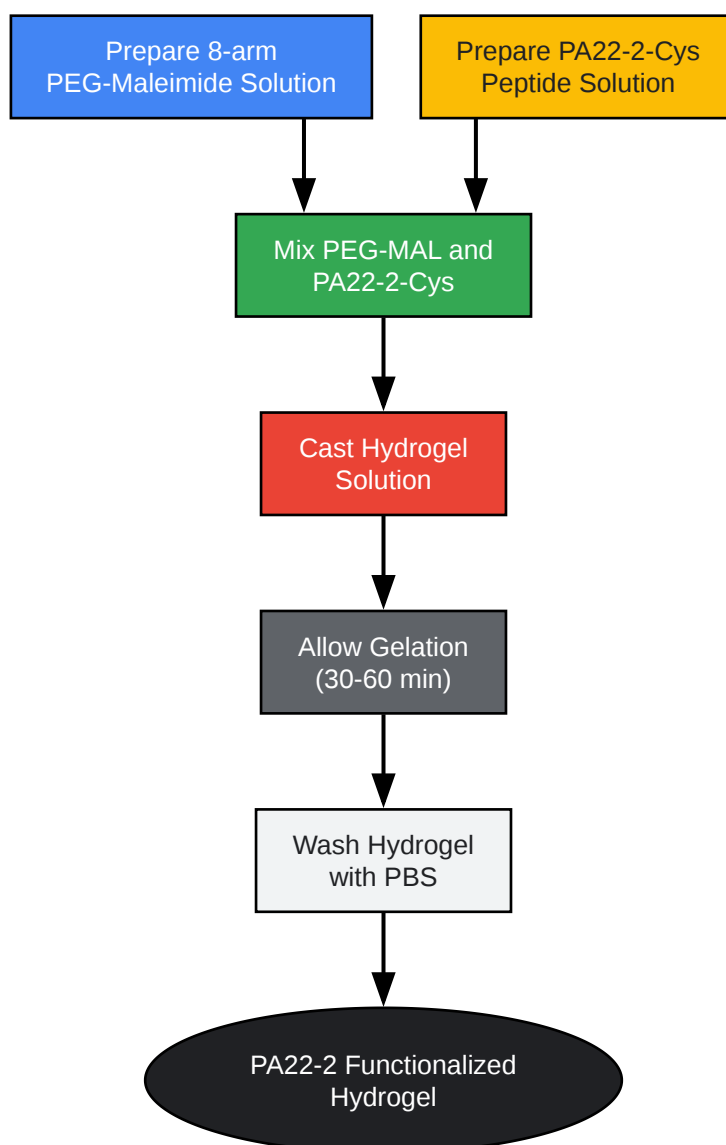 Prepare 8-arm
PEG-Maleimide Solution
Prepare PA22-2-Cys
Peptide Solution
Mix PEG-MAL and
PA22-2-Cys
Cast Hydrogel
Solution
Allow Gelation
(30-60 min)
Wash Hydrogel
with PBS
PA22-2 Functionalized
Hydrogel